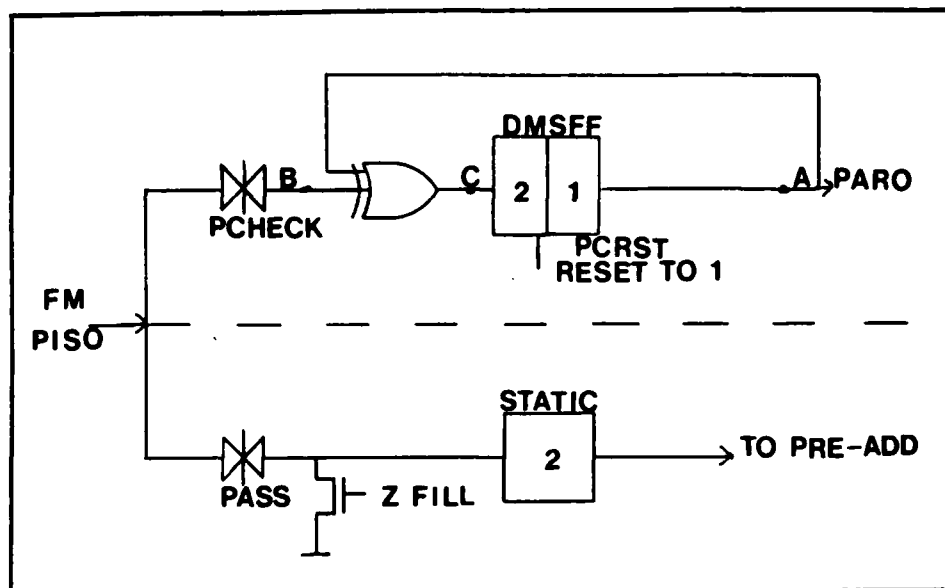 DMSFF
B
C
2
1
A
PARO
PCHECK
PCRST
RESET TO 1
FM
PISO
STATIC
2
TO PRE-ADD
PASS
Z FILL